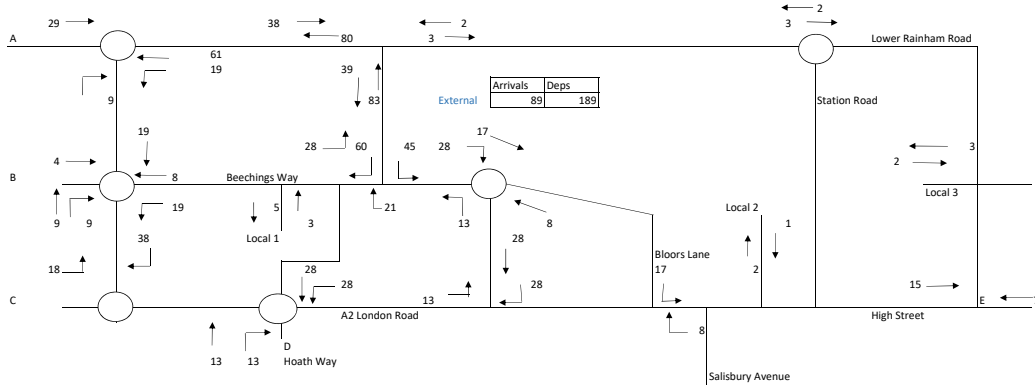 29
38
2
2
3
A
80
3
Lower Rainham Road
61
19
39
Arrivals Deps
External 89 189
9
83
Station Road
19
17
28
60
45
28
3
4
2
B
8
Beechings Way
Local 3
9
9
19
5
3
21
13
8
Local 2
1
38
Local 1
28
18
28
Bloors Lane
17
2
28
28
15
C
13
E
A2 London Road
High Street
8
D
13
13
Hoath Way
Salisbury Avenue